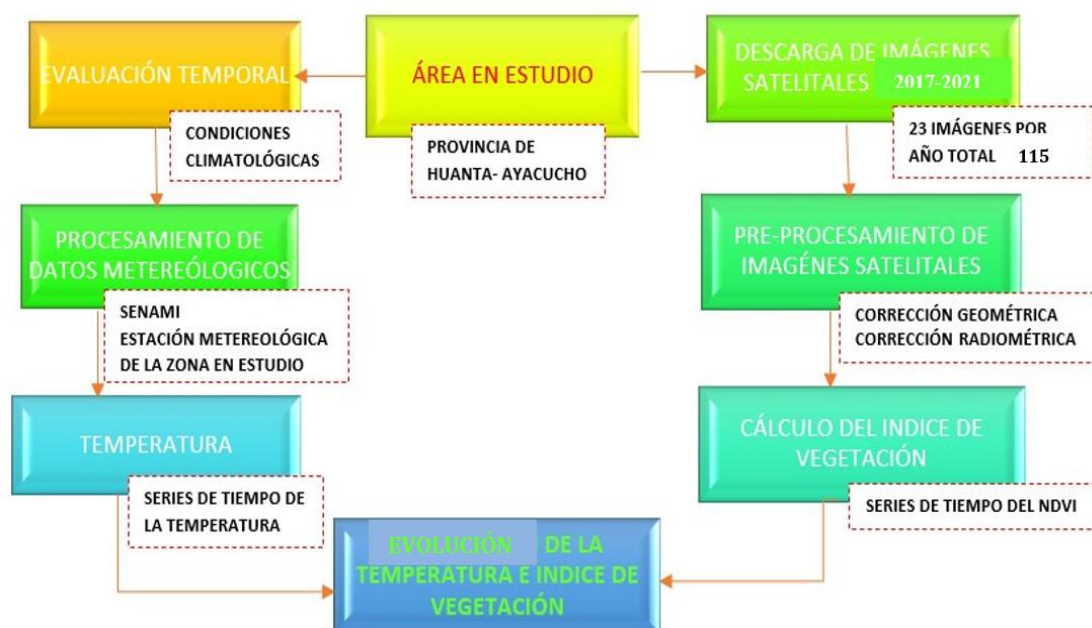 EVALUACIÓN TEMPORAL
CONDICIONES
CLIMATOLÓGICAS
ÁREA EN ESTUDIO
PROVINCIA DE
HUANTA- AYACUCHO
DESCARGA DE IMÁGENES
SATELITALES 2017-2021
23 IMÁGENES POR
AÑO TOTAL 115
PROCESAMIENTO DE
DATOS METEREÓLOGICOS
SENAMI
ESTACIÓN METEREOLÓGICA
DE LA ZONA EN ESTUDIO
PRE-PROCESAMIENTO DE
IMAGÉNES SATELITALES
CORRECCIÓN GEOMÉTRICA
CORRECCIÓN RADIOMÉTRICA
TEMPERATURA
SERIES DE TIEMPO DE
LA TEMPERATURA
CÁLCULO DEL INDICE DE
VEGETACIÓN
SERIES DE TIEMPO DEL NDVI
EVOLUCIÓN DE LA
TEMPERATURA E INDICE DE
VEGETACIÓN